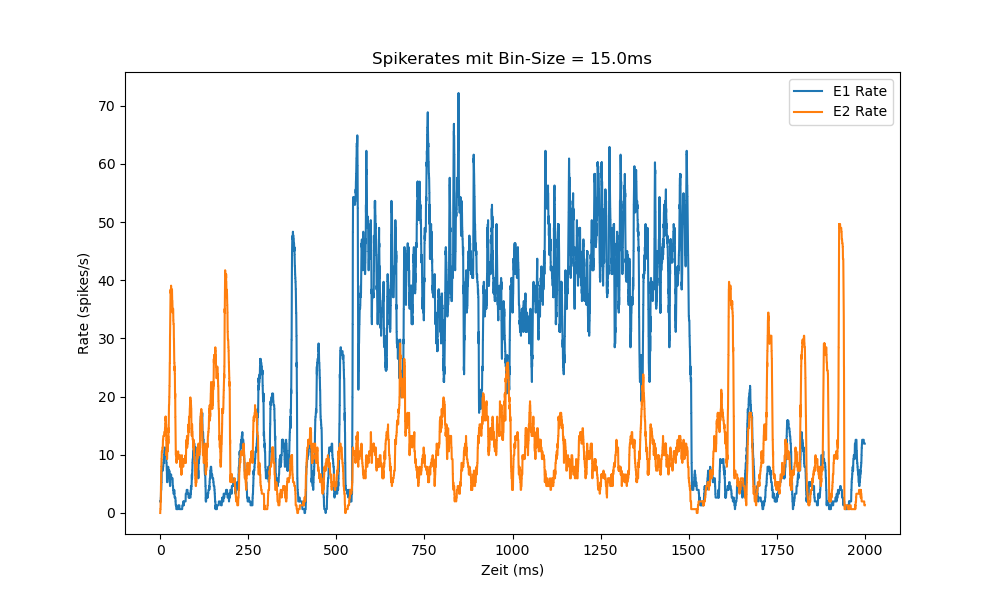 Spikerates mit Bin-Size = 15.0ms
E1 Rate
E2 Rate
Rate (spikes/s)
70
60
50
40
30
20
10
0
0 250 500 750 1000 1250 1500 1750 2000
Zeit (ms)